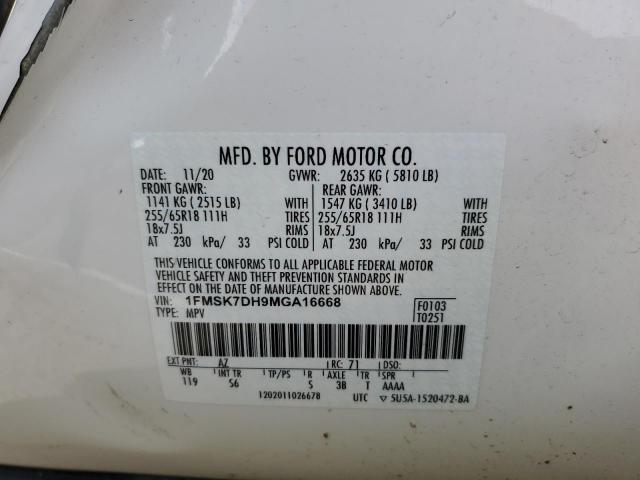 MFD. BY FORD MOTOR CO.
DATE: 11/20 GVWR: 2635 KG ( 5810 LB)
FRONT GAWR: REAR GAWR:
1141 KG ( 2515 LB) WITH 1547 KG ( 3410 LB) WITH
255/65R18 111H TIRES 255/65R18 111H TIRES
18x7.5J RIMS 18x7.5J RIMS
AT 230 kPa/ 33 PSI COLD AT 230 kPa/ 33 PSI COLD
THIS VEHICLE CONFORMS TO ALL APPLICABLE FEDERAL MOTOR
VEHICLE SAFETY AND THEFT PREVENTION STANDARDS IN
EFFECT ON THE DATE OF MANUFACTURE SHOWN ABOVE.
VIN: 1FMSK7DH9MGA16668 F0103
TYPE: MPV T0251
EXT PNT: AZ RC: 71 DSO:
WB INT TR TP/PS R AXLE TR SPR
119 S6 S 3B T AAAA
1202011026678 UTC ▽ 5U5A-1520472-BA